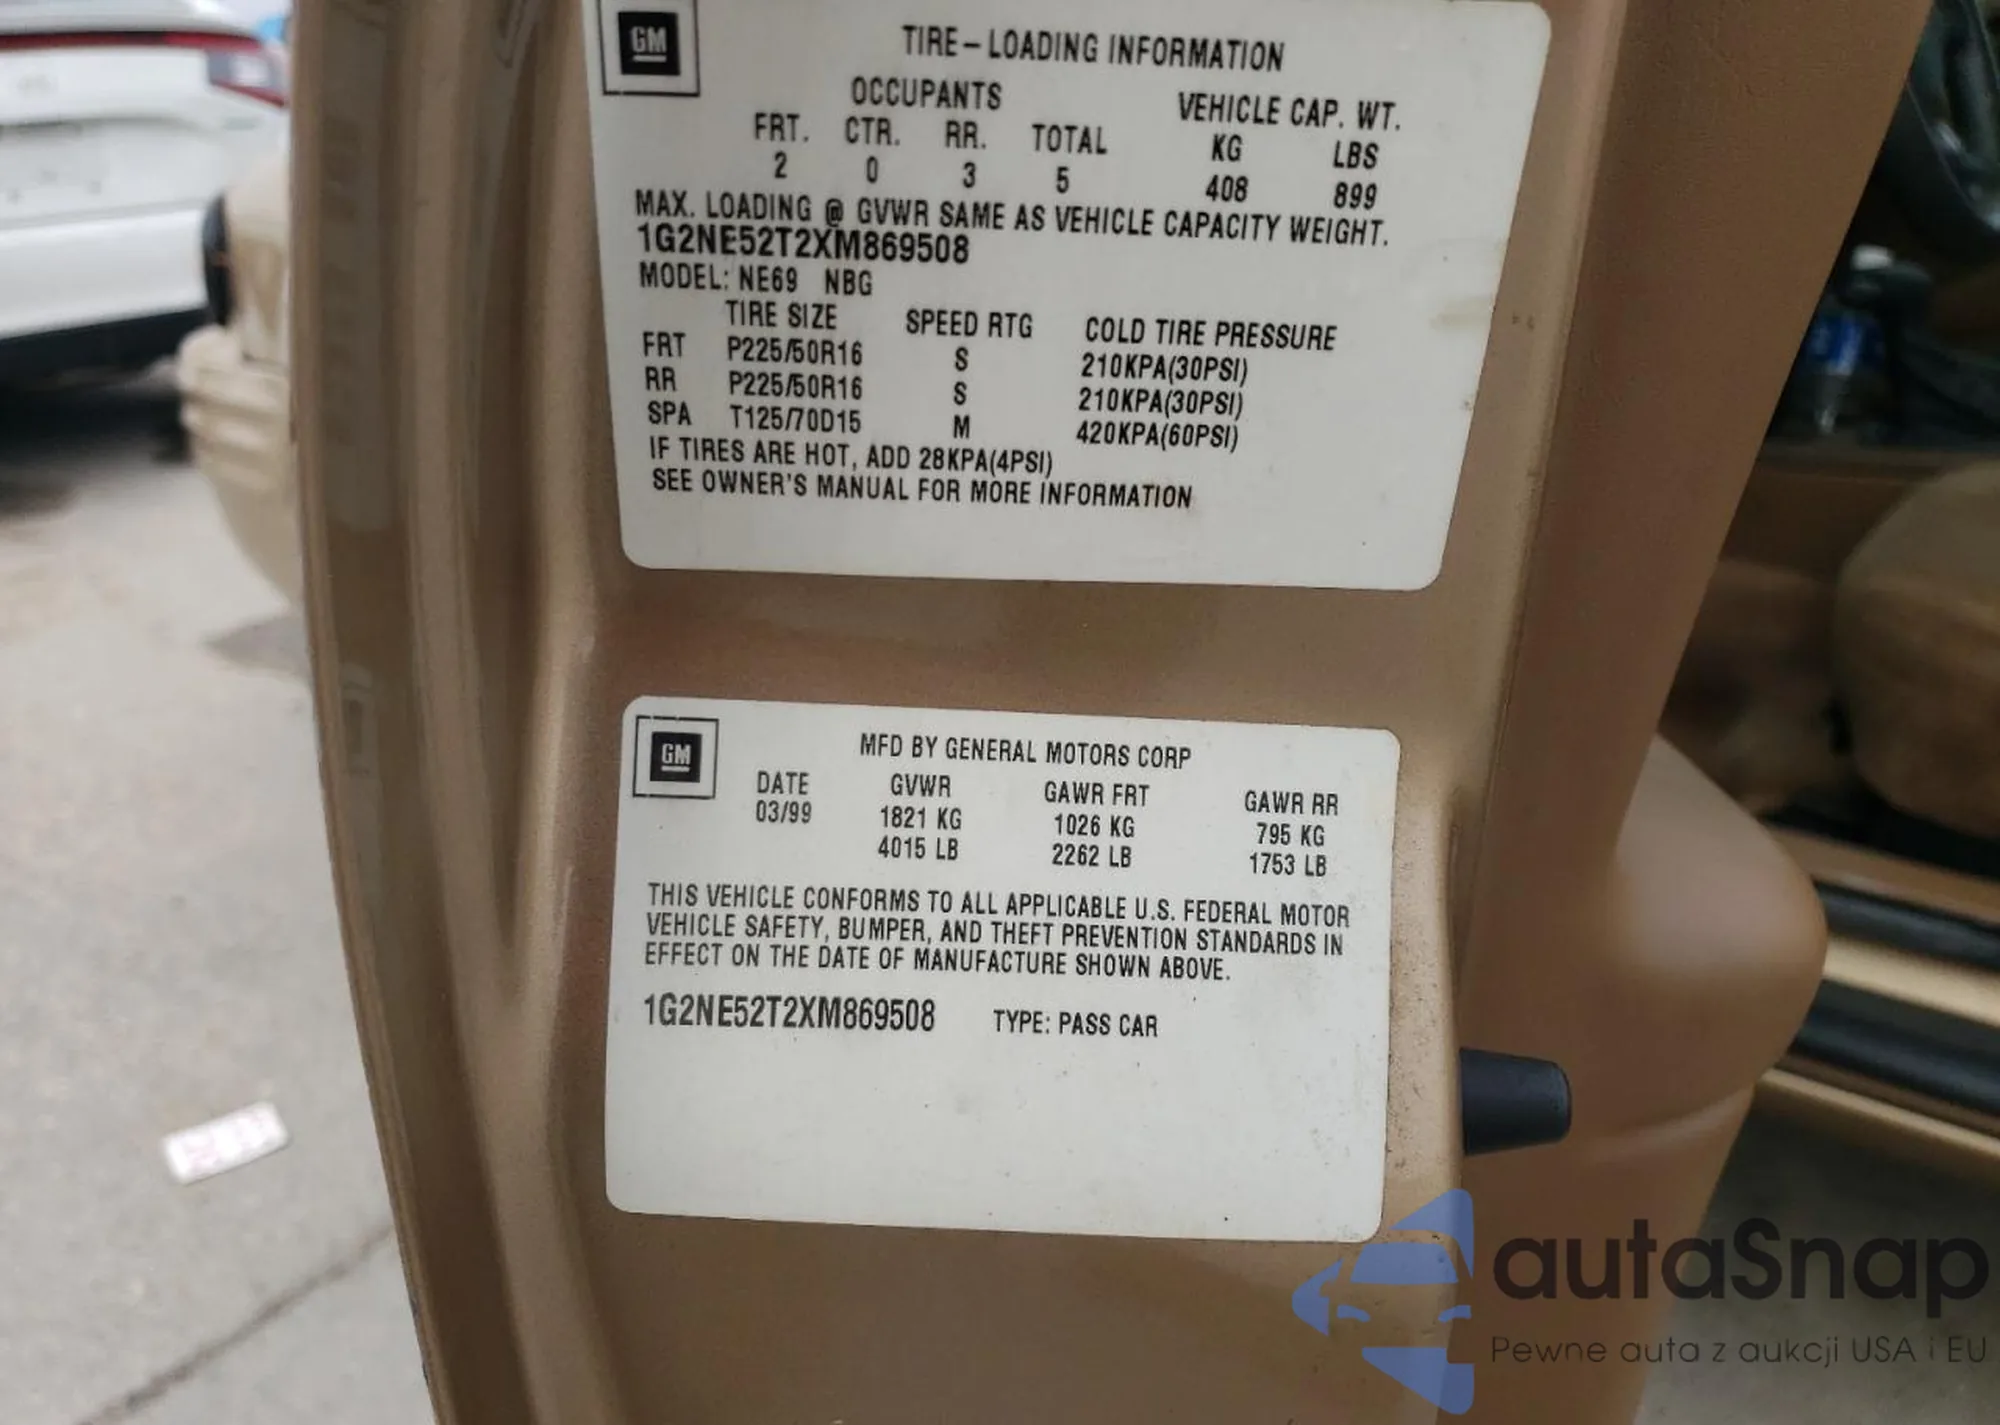 GM
TIRE-LOADING INFORMATION
OCCUPANTS VEHICLE CAP. WT.
FRT. CTR. RR. TOTAL KG LBS
2 0 3 5 408 899
MAX. LOADING @ GVWR SAME AS VEHICLE CAPACITY WEIGHT.
1G2NE52T2XM869508
MODEL: NE69 NBG
TIRE SIZE SPEED RTG COLD TIRE PRESSURE
FRT P225/50R16 S 210KPA(30PSI)
RR P225/50R16 S 210KPA(30PSI)
SPA T125/70D15 M 420KPA(60PSI)
IF TIRES ARE HOT, ADD 28KPA(4PSI)
SEE OWNER'S MANUAL FOR MORE INFORMATION
GM
MFD BY GENERAL MOTORS CORP
DATE GVWR GAWR FRT GAWR RR
03/99 1821 KG 1026 KG 795 KG
4015 LB 2262 LB 1753 LB
THIS VEHICLE CONFORMS TO ALL APPLICABLE U.S. FEDERAL MOTOR
VEHICLE SAFETY, BUMPER, AND THEFT PREVENTION STANDARDS IN
EFFECT ON THE DATE OF MANUFACTURE SHOWN ABOVE.
1G2NE52T2XM869508 TYPE: PASS CAR
autaSnap
Pewne auta z aukcji USA i EU